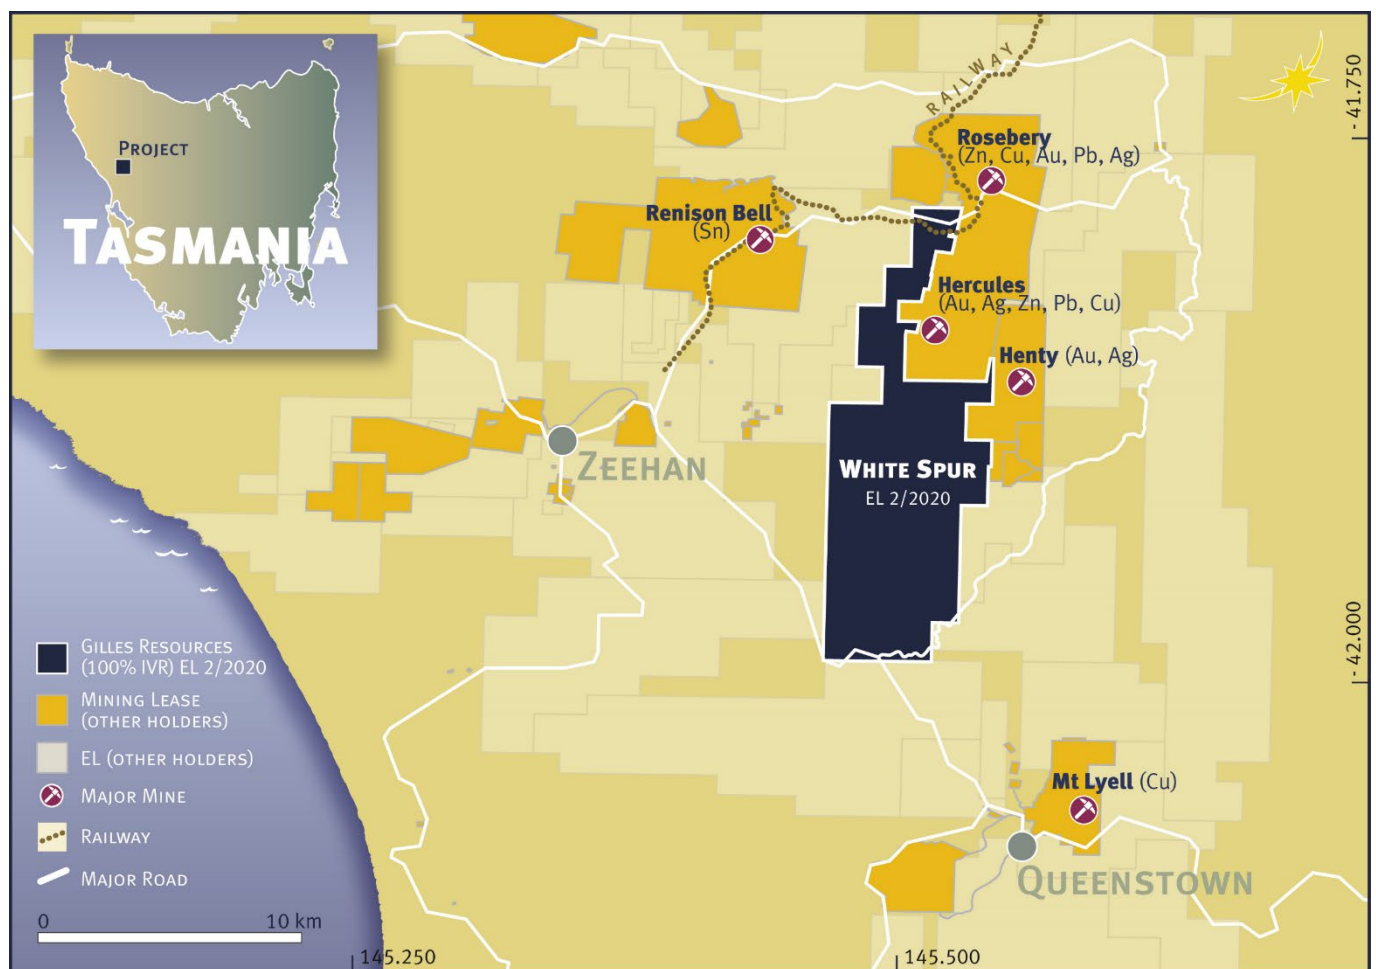 PROJECT
TASMANIA
RAILWAY
- 41.750
Rosebery
(Zn, Cu, Au, Pb, Ag)
Renison Bell
(Sn)
Hercules
(Au, Ag, Zn, Pb, Cu)
Henty (Au, Ag)
ZEEHAN
WHITE SPUR
EL 2/2020
- 42.000
GILLES RESOURCES
(100% IVR) EL 2/2020
MINING LEASE
(OTHER HOLDERS)
EL (OTHER HOLDERS)
MAJOR MINE
RAILWAY
MAJOR ROAD
Mt Lyell (Cu)
QUEENSTOWN
0 10 km
145.250
145.500